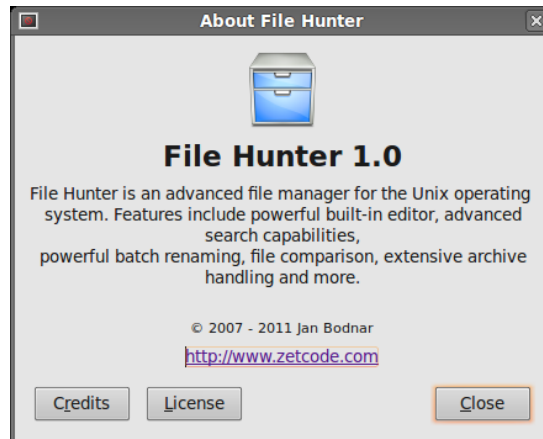 About File Hunter
File Hunter 1.0
File Hunter is an advanced file manager for the Unix operating
system. Features include powerful built-in editor, advanced
search capabilities,
powerful batch renaming, file comparison, extensive archive
handling and more.
© 2007 - 2011 Jan Bodnar
http://www.zetcode.com
Credits
License
Close